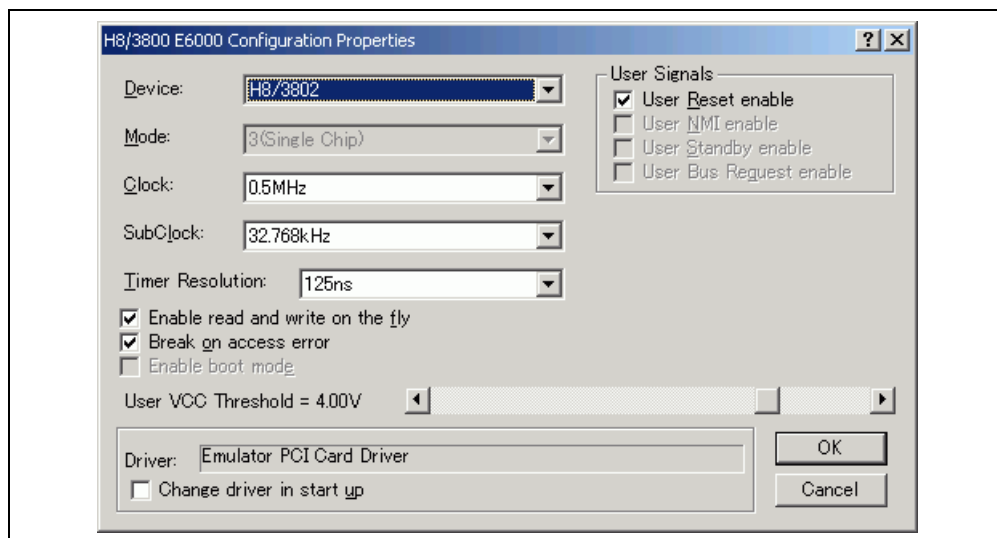 H8/3800 E6000 Configuration Properties
Device: H8/3802
Mode: 3(Single Chip)
Clock: 0.5MHz
SubClock: 32.768kHz
Timer Resolution: 125ns
Enable read and write on the fly
Break on access error
Enable boot mode
User VCC Threshold = 4.00V
User Signals
User Reset enable
User NMI enable
User Standby enable
User Bus Request enable
Driver: Emulator PCI Card Driver
Change driver in start up
OK
Cancel